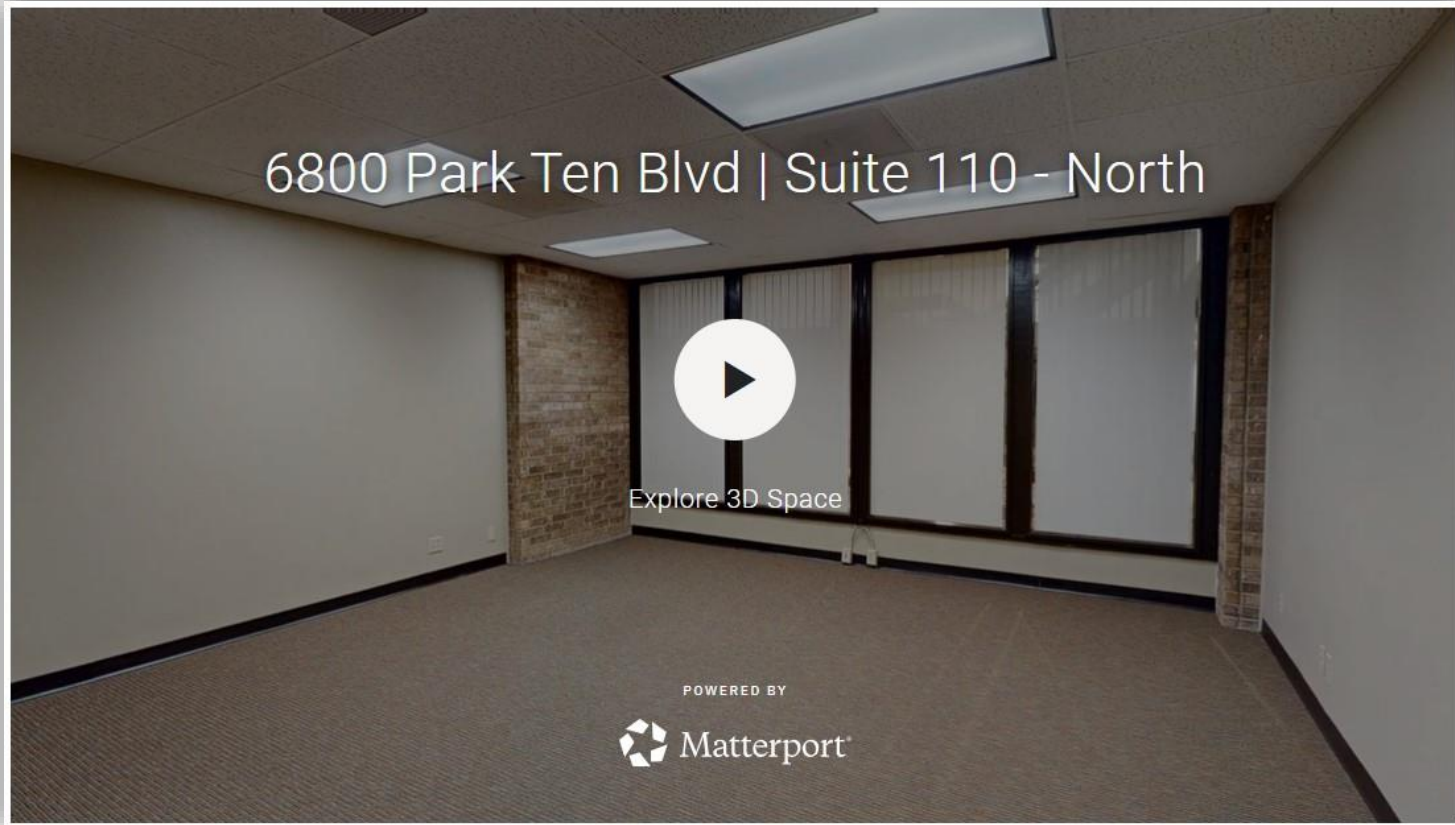 6800 Park Ten Blvd | Suite 110 - North
Explore 3D Space
POWERED BY
Matterport®